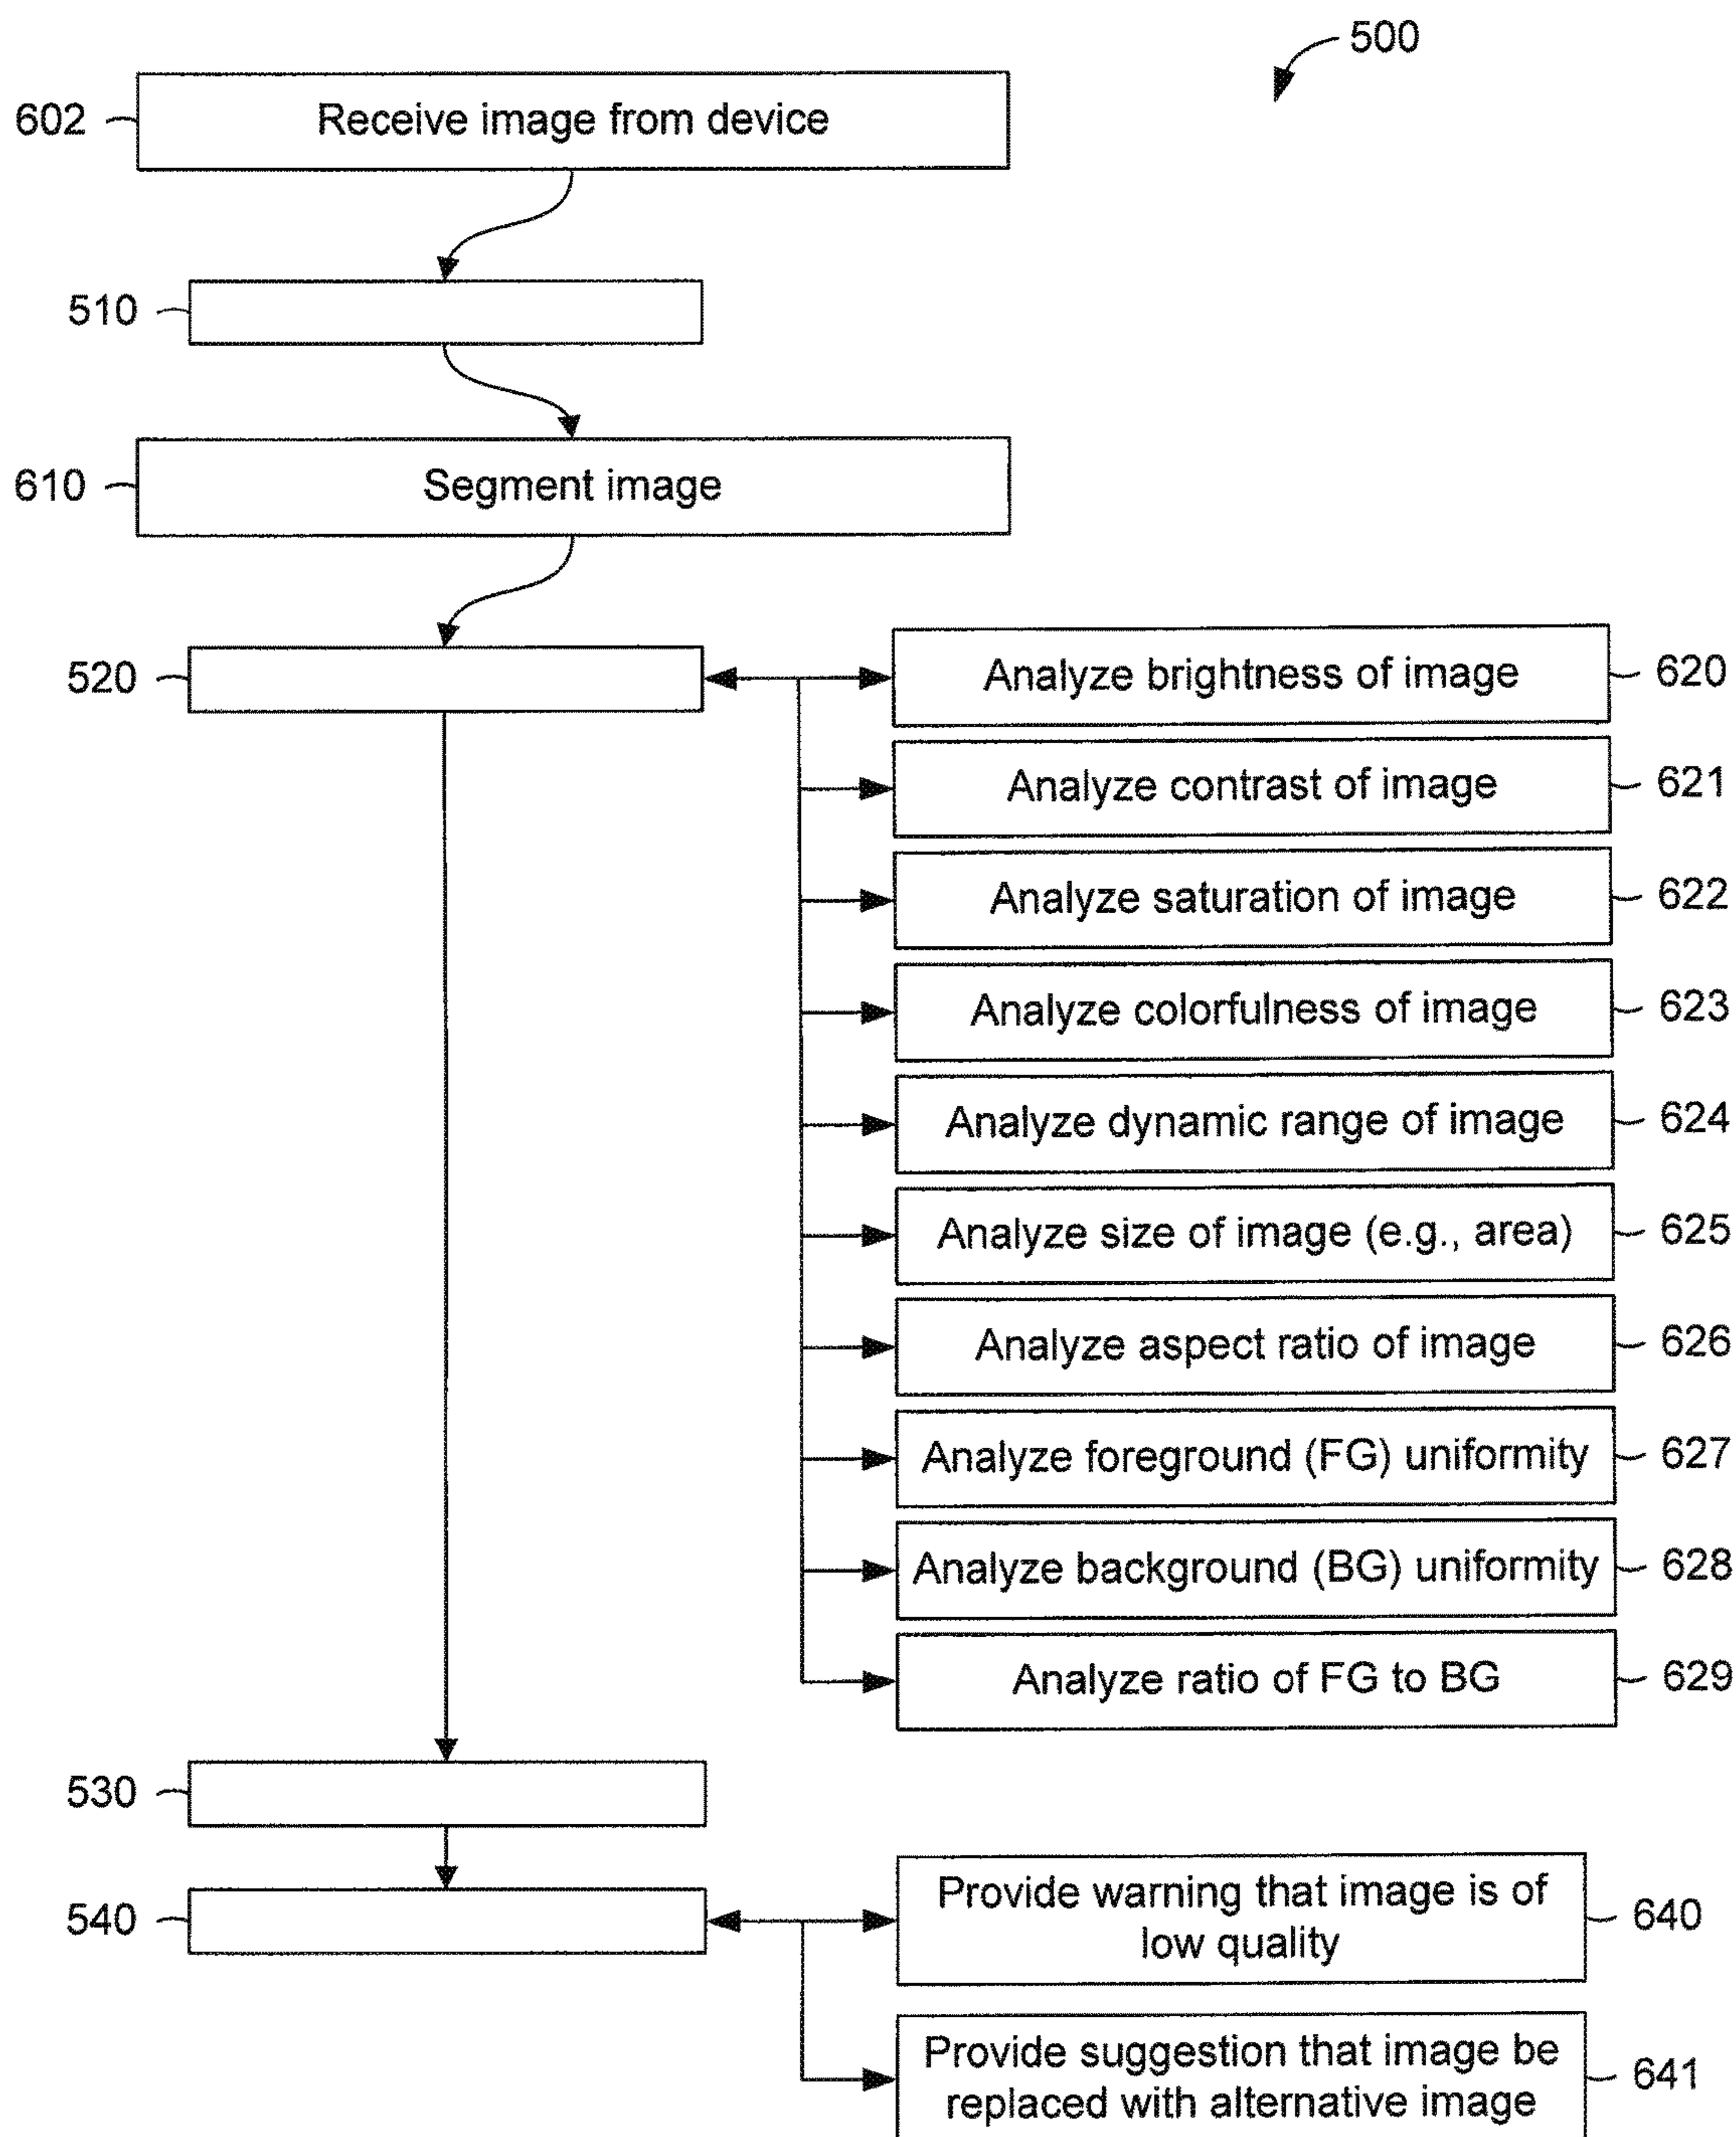 500
602
Receive image from device
510
610
Segment image
520
Analyze brightness of image
620
Analyze contrast of image
621
Analyze saturation of image
622
Analyze colorfulness of image
623
Analyze dynamic range of image
624
Analyze size of image (e.g., area)
625
Analyze aspect ratio of image
626
Analyze foreground (FG) uniformity
627
Analyze background (BG) uniformity
628
Analyze ratio of FG to BG
629
530
540
Provide warning that image is of
low quality
640
Provide suggestion that image be
replaced with alternative image
641